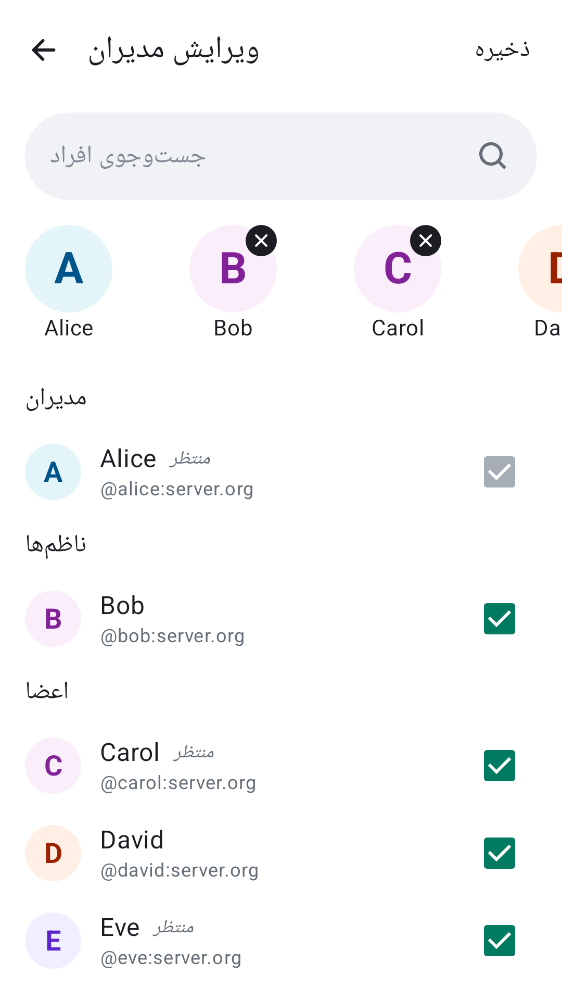 ویرایش مدیران
ذخیره
جست‌وجوی افراد
A
B
C
Alice
Bob
Carol
Da
مدیران
A
Alice منتظر
@alice:server.org
ناظم‌ها
B
Bob
@bob:server.org
اعضا
C
Carol منتظر
@carol:server.org
D
David
@david:server.org
E
Eve منتظر
@eve:server.org